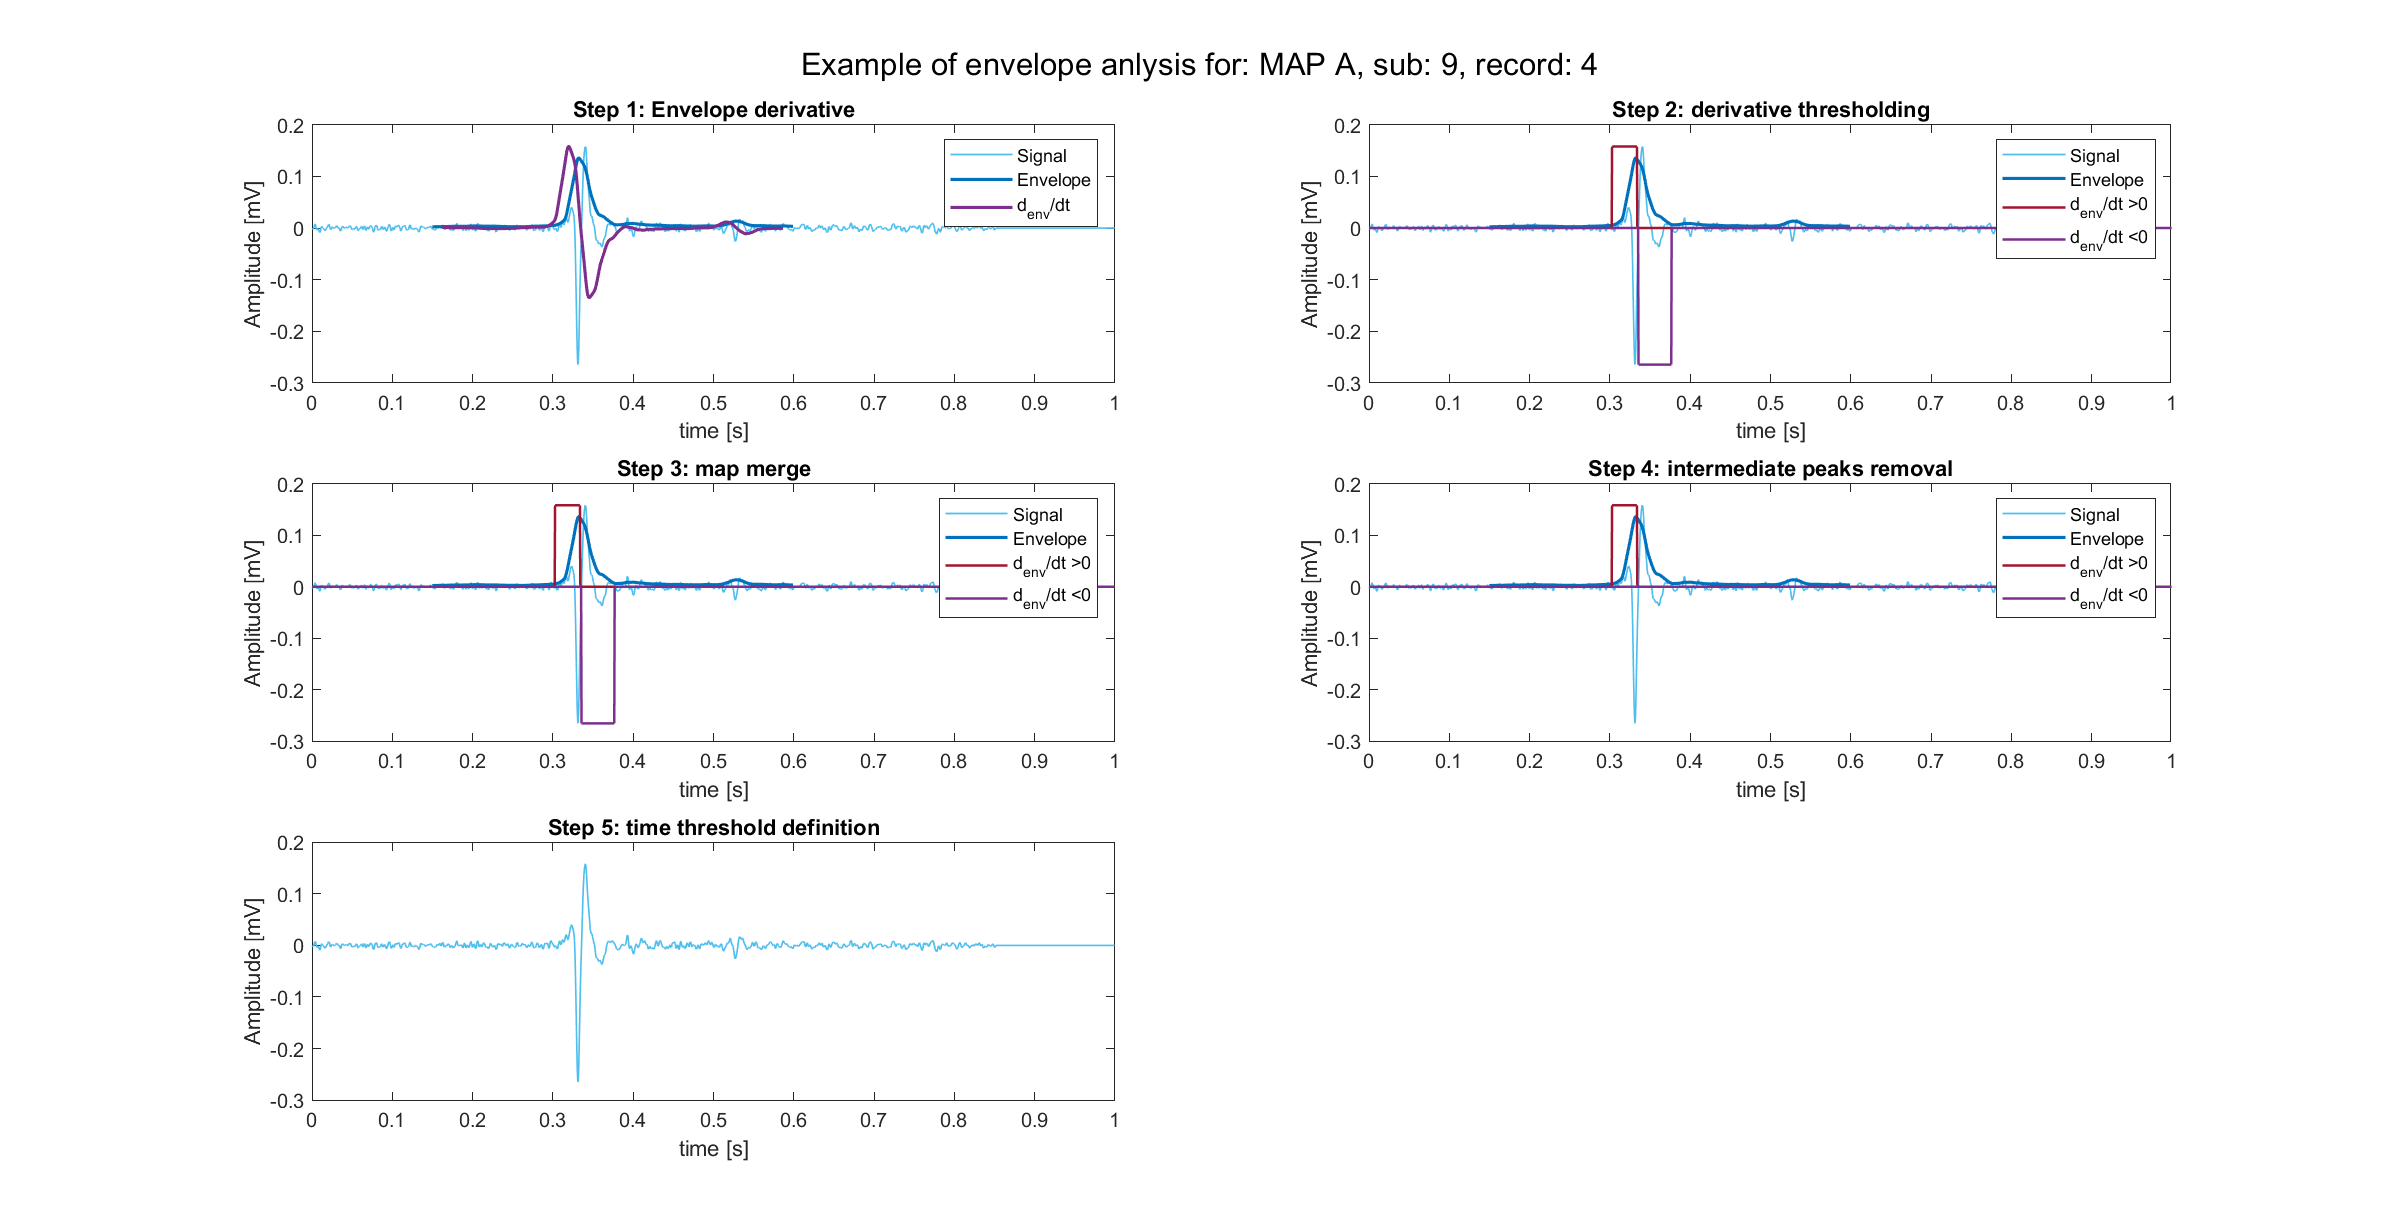 Example of envelope anlysis for: MAP A, sub: 9, record: 4
Step 1: Envelope derivative
0.2
0.1
0
-0.1
-0.2
-0.3
Amplitude [mV]
0 0.1 0.2 0.3 0.4 0.5 0.6 0.7 0.8 0.9 1
time [s]
Signal
Envelope
d_env/dt
Step 2: derivative thresholding
0.2
0.1
0
-0.1
-0.2
-0.3
Amplitude [mV]
0 0.1 0.2 0.3 0.4 0.5 0.6 0.7 0.8 0.9 1
time [s]
Signal
Envelope
d_env/dt >0
d_env/dt <0
Step 3: map merge
0.2
0.1
0
-0.1
-0.2
-0.3
Amplitude [mV]
0 0.1 0.2 0.3 0.4 0.5 0.6 0.7 0.8 0.9 1
time [s]
Signal
Envelope
d_env/dt >0
d_env/dt <0
Step 4: intermediate peaks removal
0.2
0.1
0
-0.1
-0.2
-0.3
Amplitude [mV]
0 0.1 0.2 0.3 0.4 0.5 0.6 0.7 0.8 0.9 1
time [s]
Signal
Envelope
d_env/dt >0
d_env/dt <0
Step 5: time threshold definition
0.2
0.1
0
-0.1
-0.2
-0.3
Amplitude [mV]
0 0.1 0.2 0.3 0.4 0.5 0.6 0.7 0.8 0.9 1
time [s]